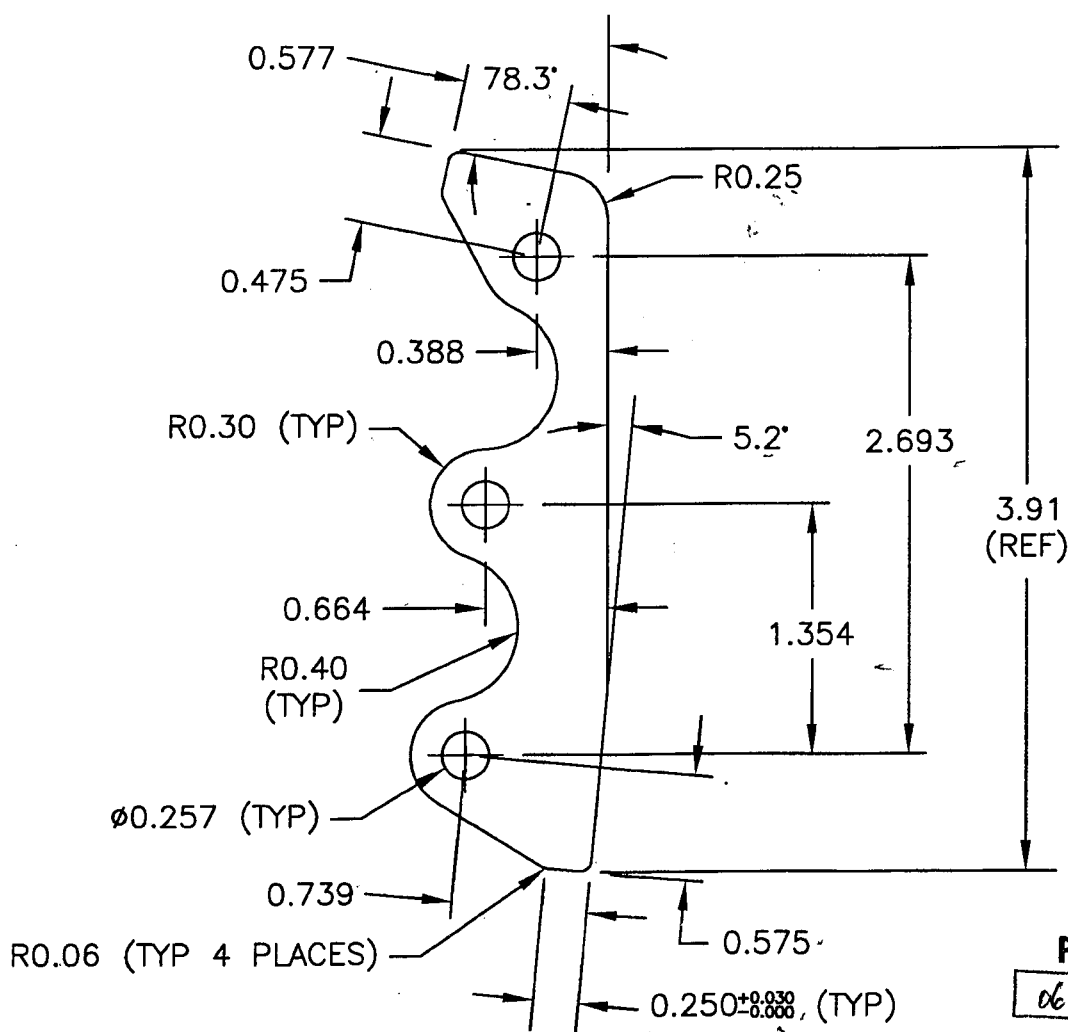 0.577
78.3°
R0.25
0.475
0.388
R0.30 (TYP)
5.2°
2.693
3.91
(REF)
0.664
1.354
R0.40
(TYP)
ø0.257 (TYP)
0.739
0.575
R0.06 (TYP 4 PLACES)
0.250 +0.030 -0.000 (TYP)